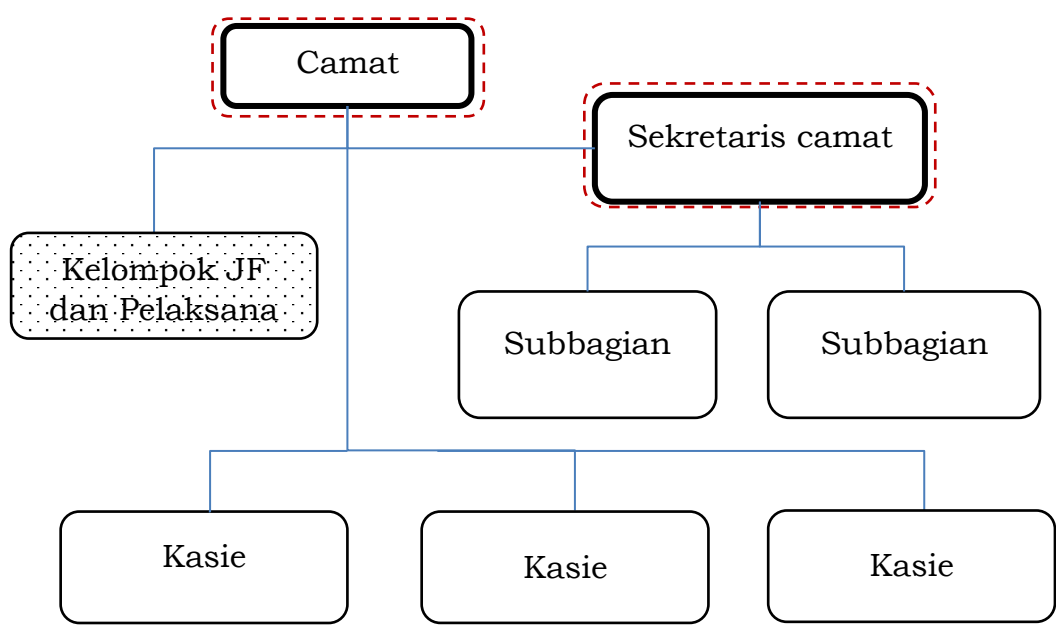 Camat
Sekretaris camat
Kelompok JF
dan Pelaksana
Subbagian
Subbagian
Kasie
Kasie
Kasie